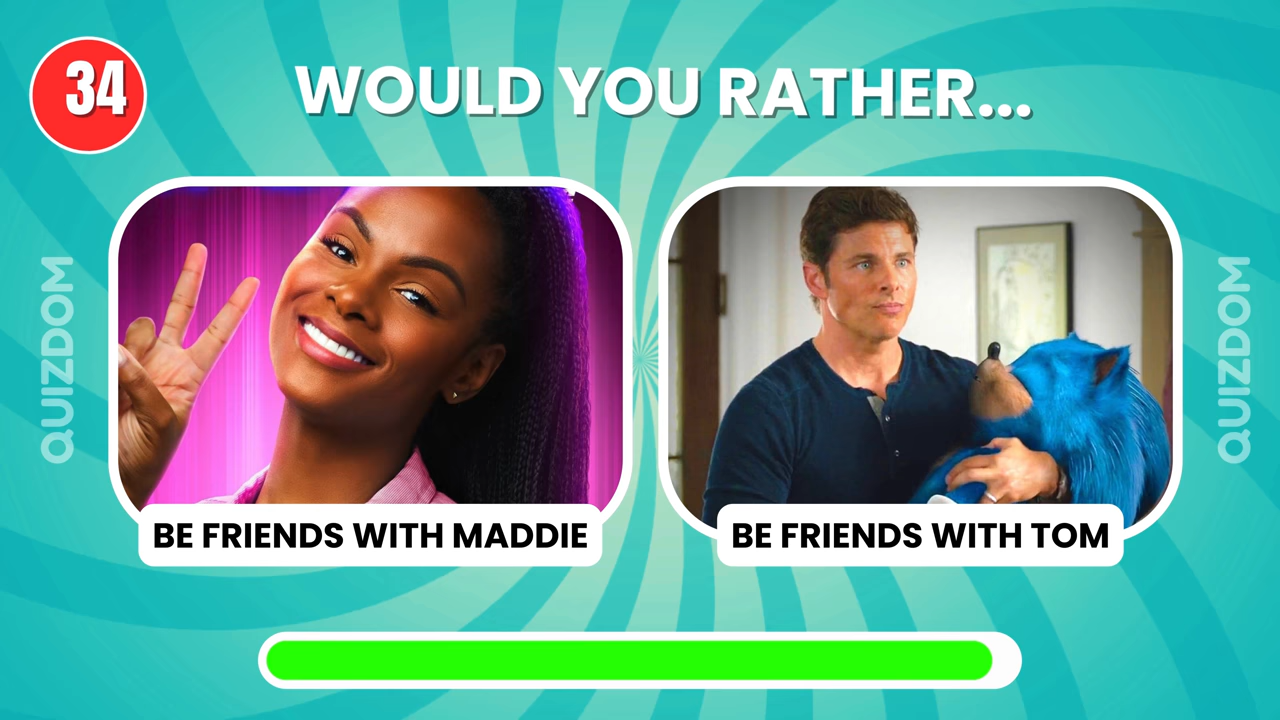 34
WOULD YOU RATHER...
QUIZDOM
QUIZDOM
BE FRIENDS WITH MADDIE
BE FRIENDS WITH TOM